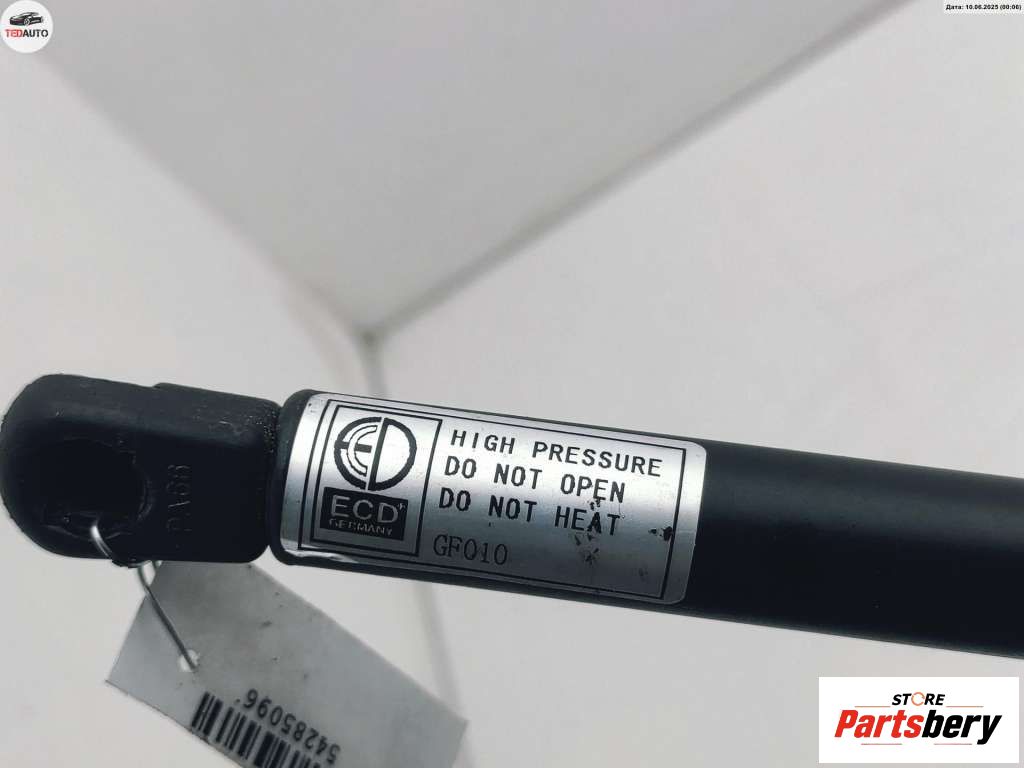 TEDAUTO
Дата: 10.06.2025 (00:06)
HIGH PRESSURE
DO NOT OPEN
DO NOT HEAT
ECD+
GERMANY
GF010
PA66
54285096
STORE
Partsbery